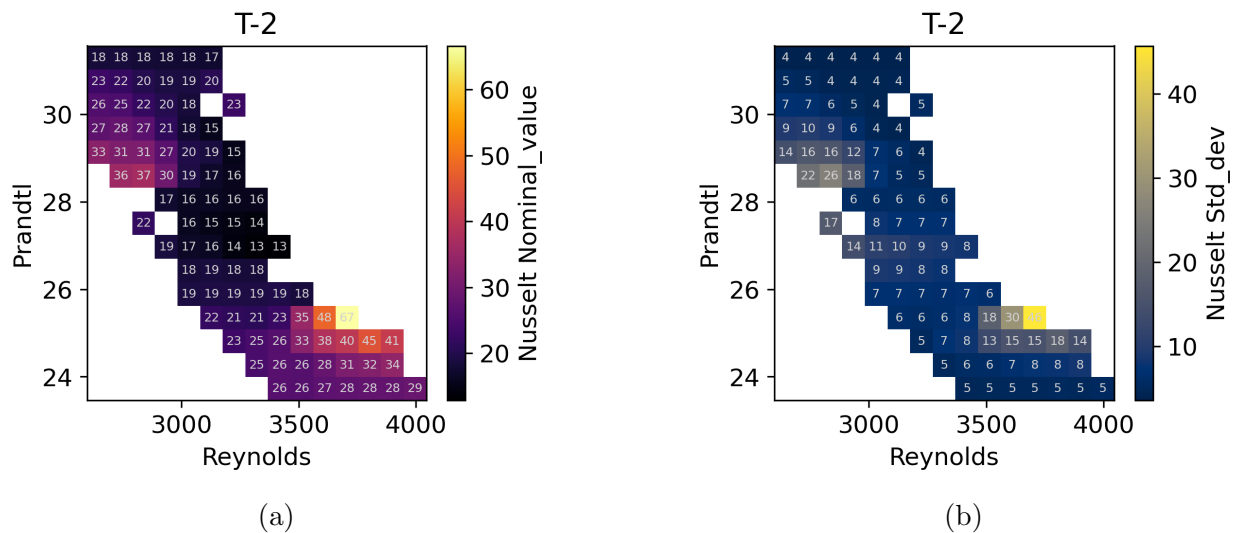 T-2
18 18 18 18 18 17
23 22 20 19 19 20
26 25 22 20 18 23
27 28 27 21 18 15
33 31 31 27 20 19 15
36 37 30 19 17 16
17 16 16 16 16
22 16 15 15 14
19 17 16 14 13 13
18 19 18 18
19 19 19 19 19 18
22 21 21 23 35 48 67
23 25 26 33 38 40 45 41
25 26 26 28 31 32 34
26 26 27 28 28 28 29
30
28
26
24
Prandtl
3000 3500 4000
Reynolds
60
50
40
30
20
Nusselt Nominal_value
(a)
T-2
4 4 4 4 4 4
5 5 4 4 4 4
7 7 6 5 4 5
9 10 9 6 4 4
14 16 16 12 7 6 4
22 26 18 7 5 5
6 6 6 6 6
17 8 7 7 7
14 11 10 9 9 8
9 9 8 8
7 7 7 7 7 6
6 6 6 8 18 30
5 7 8 13 15 15 18 14
5 6 6 7 8 8 8
5 5 5 5 5 5 5
30
28
26
24
Prandtl
3000 3500 4000
Reynolds
40
30
20
10
Nusselt Std_dev
(b)